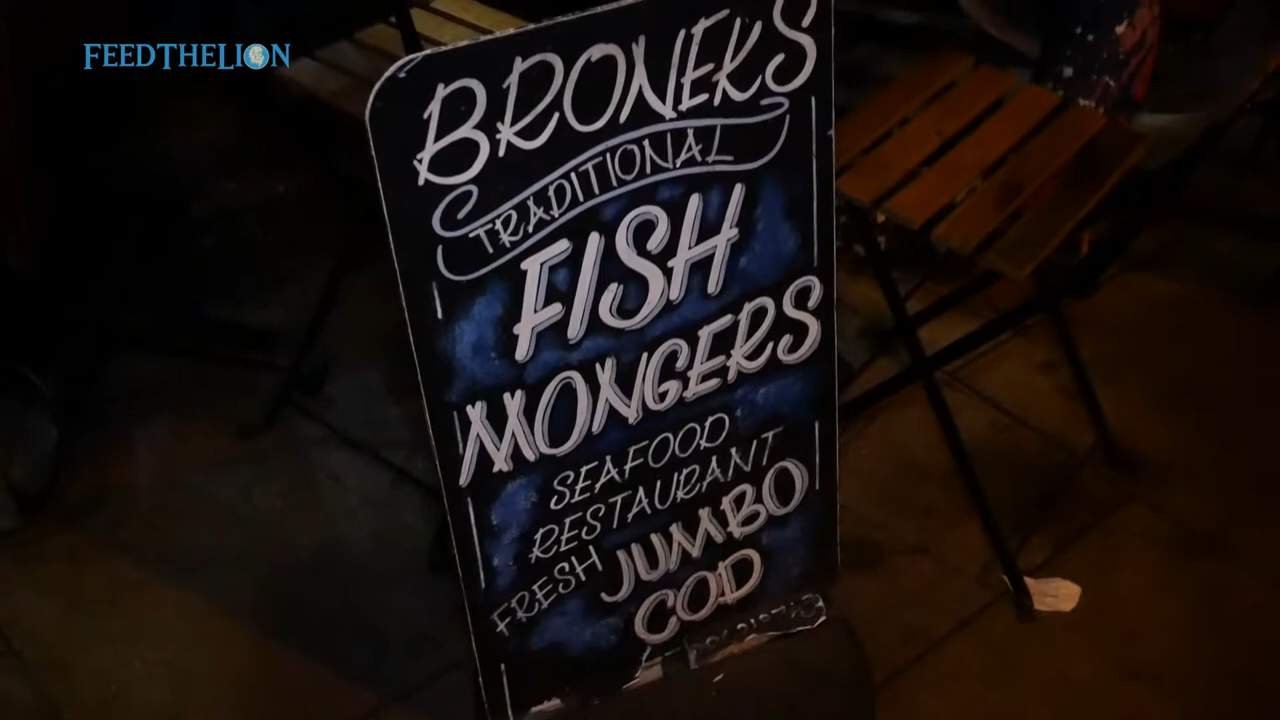 FEEDTHELION
BRONEKS
TRADITIONAL
FISH
MONGERS
SEAFOOD
RESTAURANT
FRESH JUMBO
COD